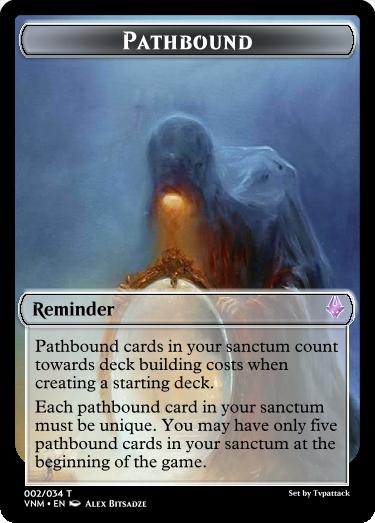 PATHBOUND
Reminder
Pathbound cards in your sanctum count
towards deck building costs when
creating a starting deck.
Each pathbound card in your sanctum
must be unique. You may have only five
pathbound cards in your sanctum at the
beginning of the game.
002/034 T
VNM • EN ALEX BITSADZE
Set by Tvpattack